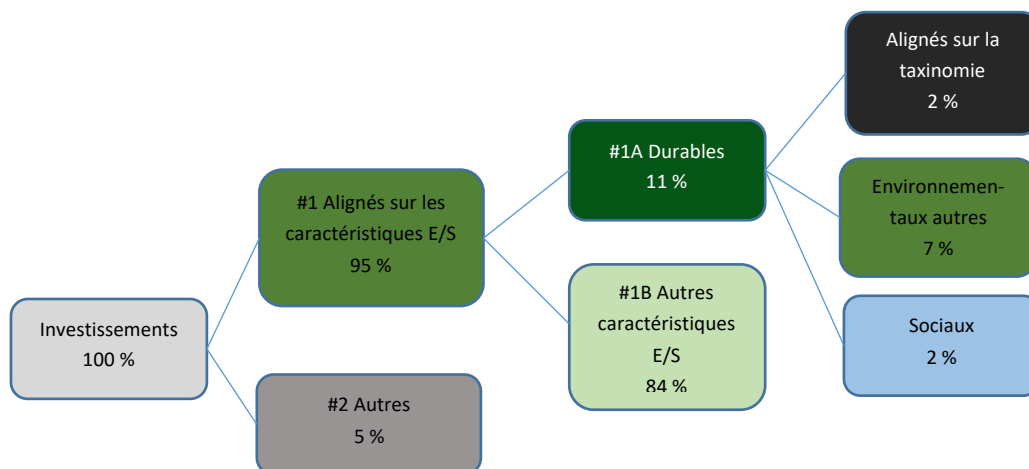 Investissements
100 %
#1 Alignés sur les
caractéristiques E/S
95 %
#2 Autres
5 %
#1A Durables
11 %
#1B Autres
caractéristiques
E/S
84 %
Alignés sur la
taxinomie
2 %
Environnemen-
taux autres
7 %
Sociaux
2 %